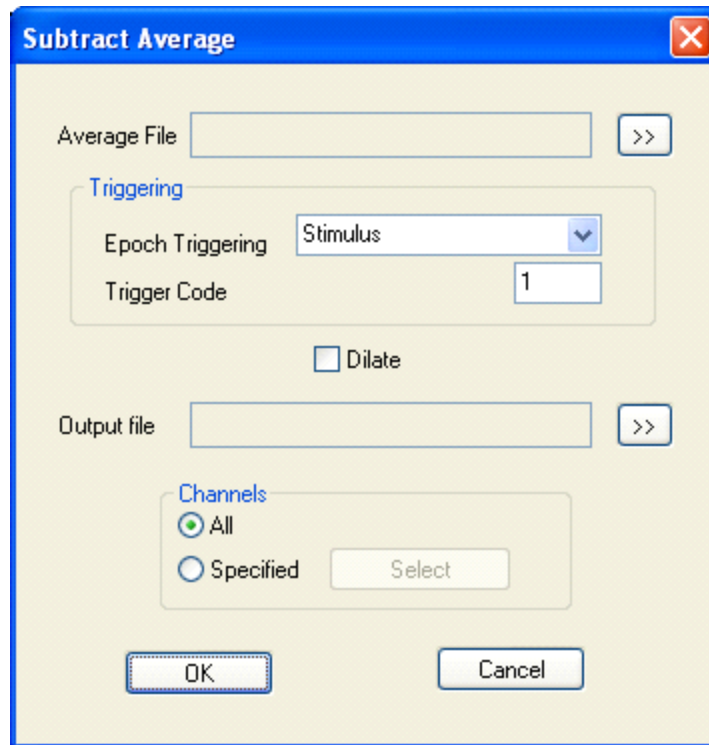 Subtract Average
Average File >>
Triggering
Epoch Triggering Stimulus
Trigger Code 1
Dilate
Output file >>
Channels
All
Specified Select
OK Cancel